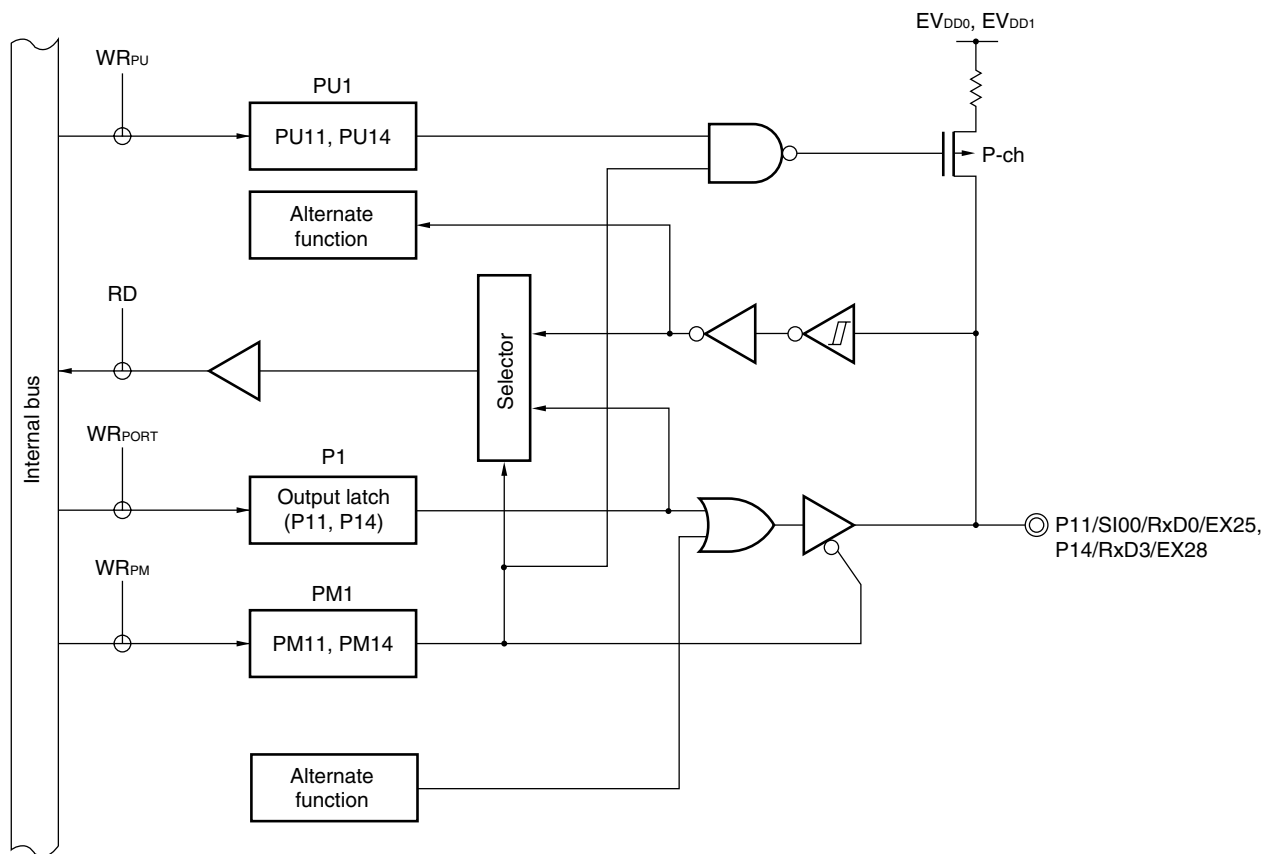 EVDD0, EVDD1
WRPU
PU1
PU11, PU14
P-ch
Alternate
function
RD
Selector
Internal bus
WRPORT
P1
Output latch
(P11, P14)
P11/SI00/RxD0/EX25,
P14/RxD3/EX28
WRPM
PM1
PM11, PM14
Alternate
function